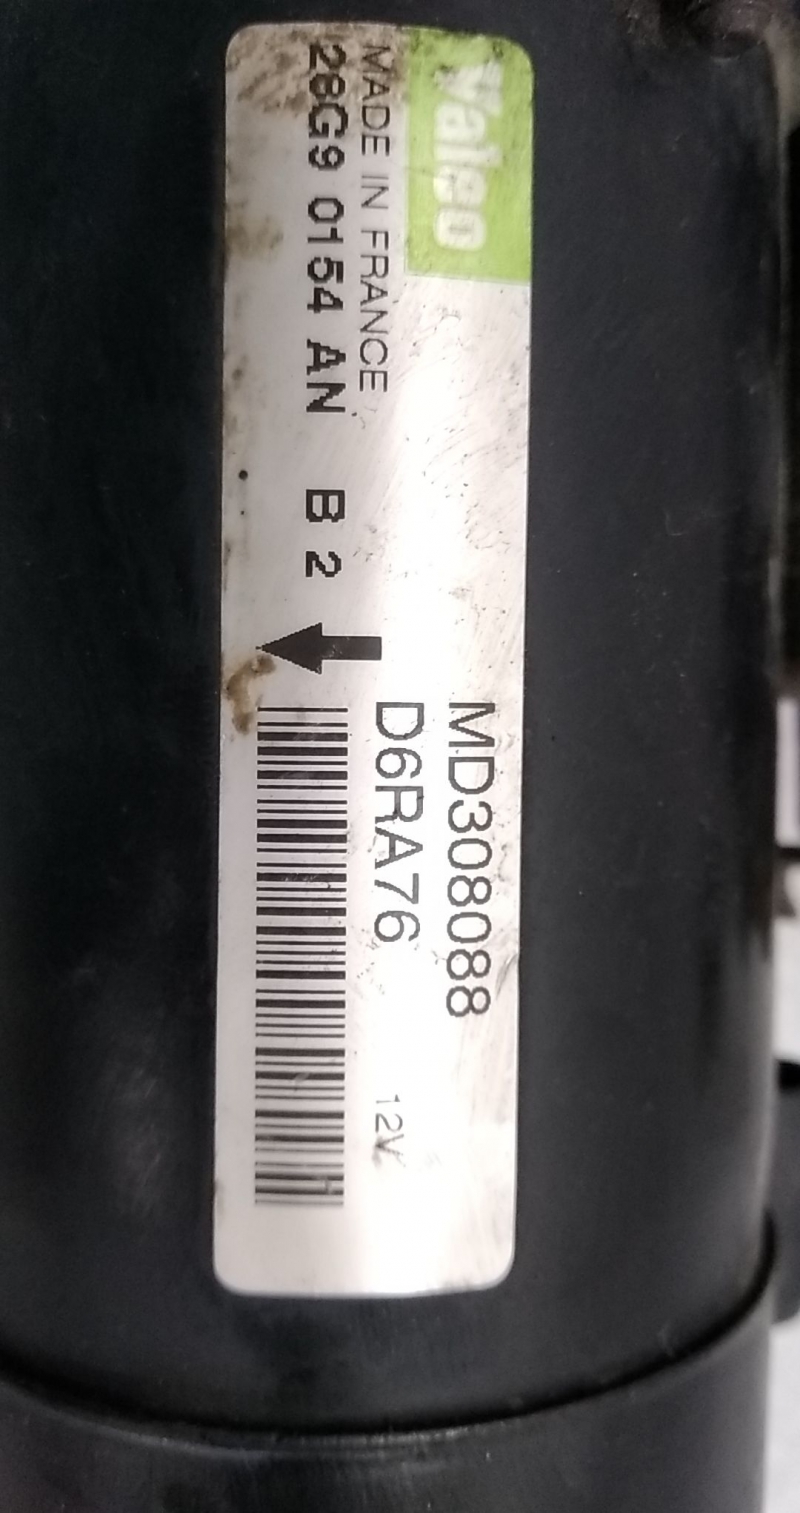 Valeo
MADE IN FRANCE
28G9 0154 AN B 2
MD308088
D6RA76
12V